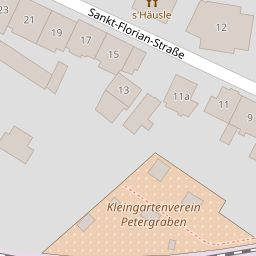 23
21
19
17
15
13
11a
11
9
12
s'Häusle
Sankt-Florian-Straße
Kleingartenverein
Petergraben